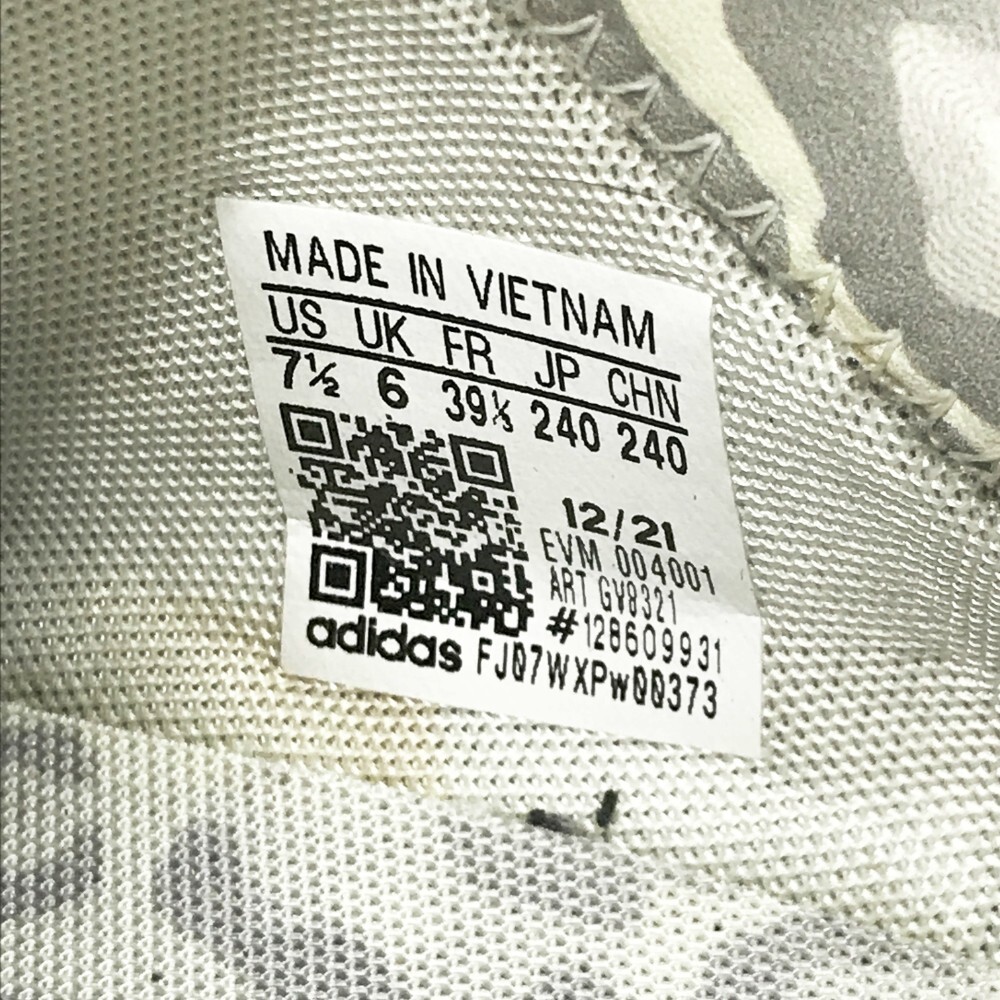 MADE IN VIETNAM
US UK FR JP CHN
7½ 6 39⅓ 240 240
12/21
EVM 004001
ART GV8321
#128609931
adidas FJ07WXPw00373